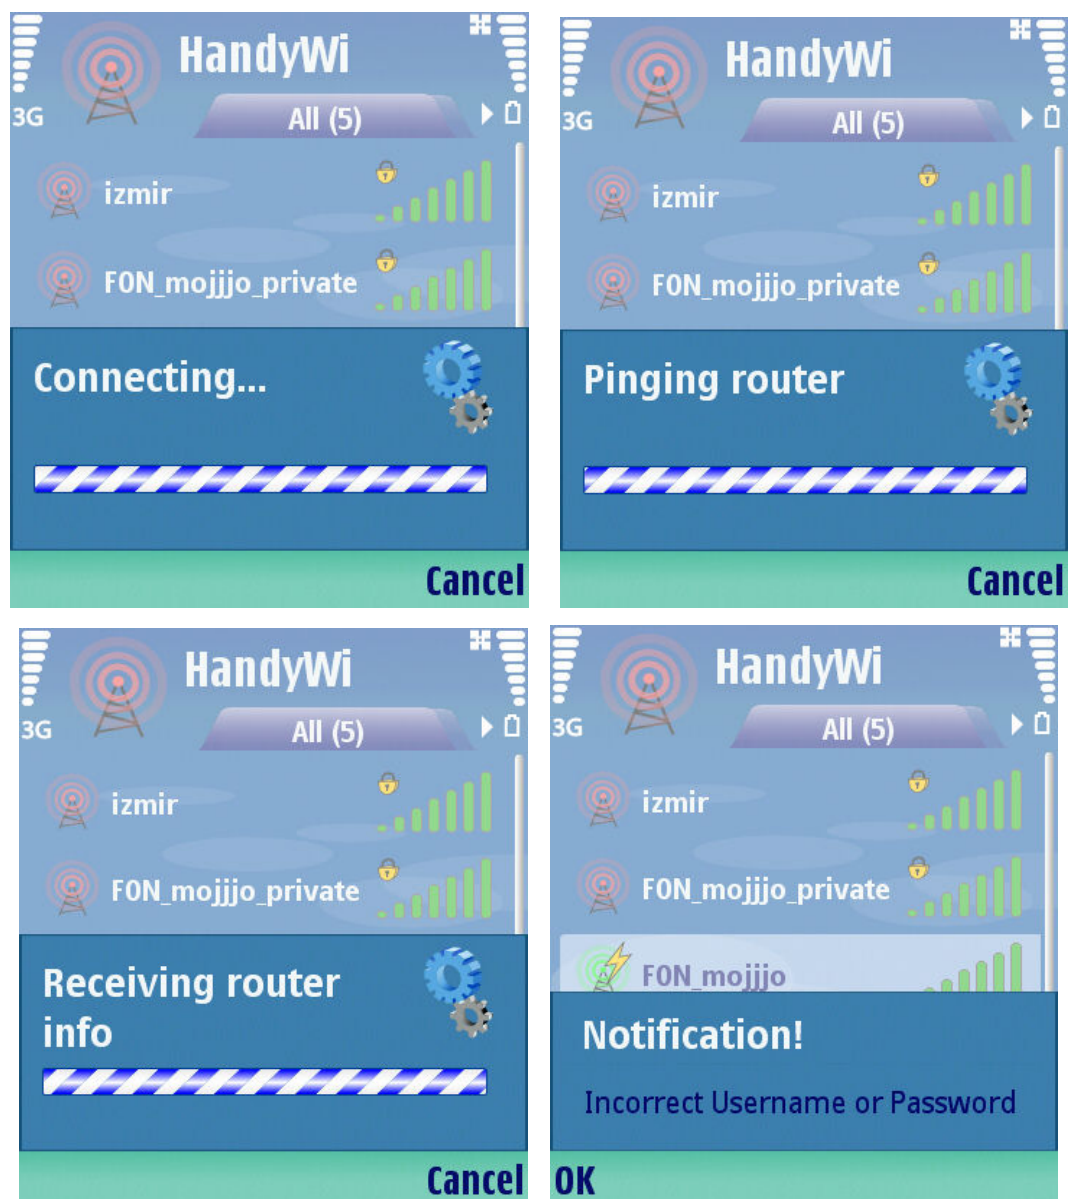 HandyWi
3G
All (5)
izmir
FON_mojjjo_private
Connecting...
Cancel
HandyWi
3G
All (5)
izmir
FON_mojjjo_private
Pinging router
Cancel
HandyWi
3G
All (5)
izmir
FON_mojjjo_private
Receiving router
info
Cancel
HandyWi
3G
All (5)
izmir
FON_mojjjo_private
FON_mojjjo
Notification!
Incorrect Username or Password
OK